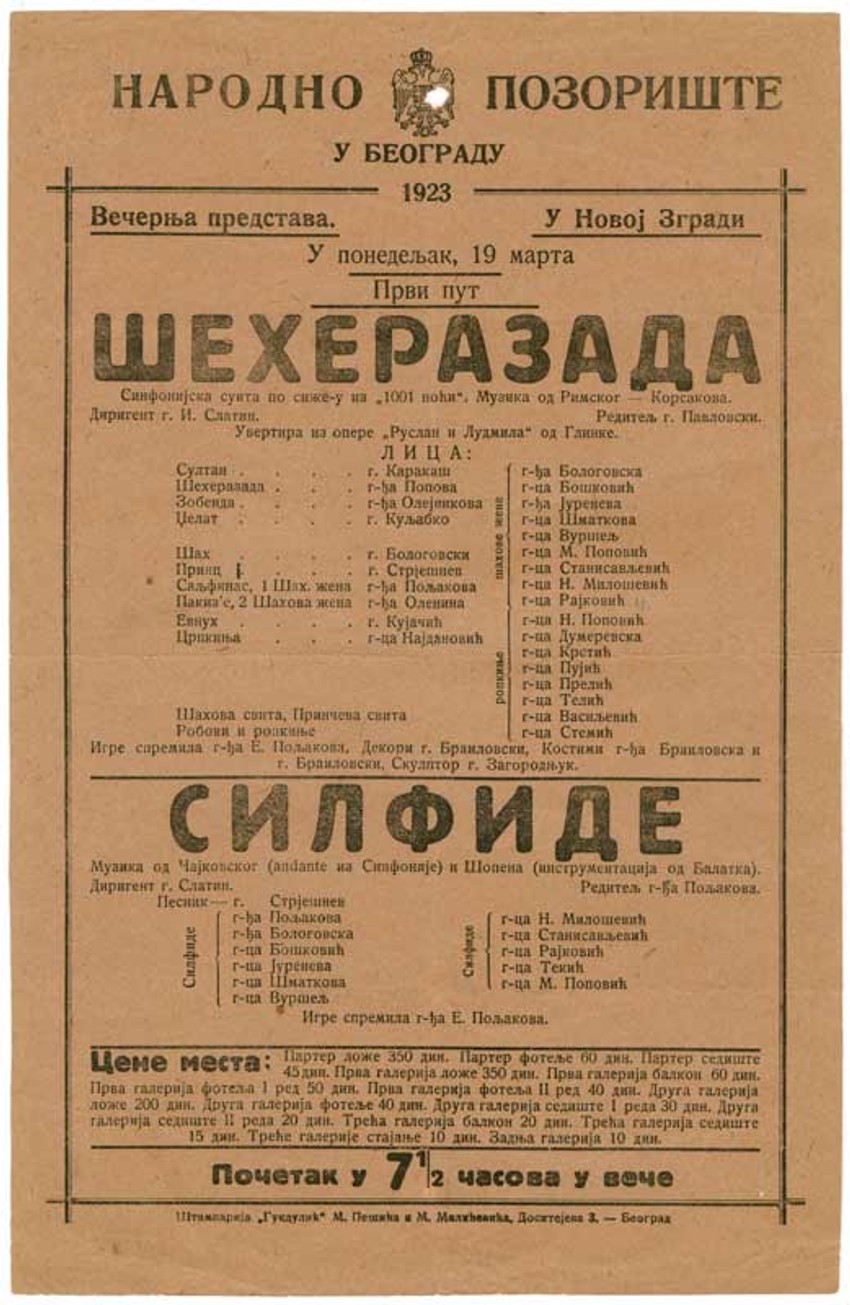 НАРОДНО ПОЗОРИШТЕ
У БЕОГРАДУ
1923
Вечерња представа. У Новој Згради
У понедељак, 19 марта
Први пут
ШЕХЕРАЗАДА
Синфонијска суита по сиже-у из „1001 ноћи“. Музика од Римског — Корсакова.
Диригент г. И. Слатин. Редитељ г. Павловски.
Увертира из опере „Руслан и Људмила“ од Глинке.
ЛИЦА:
Султан . . . . г. Каракаш
Шехеразада . . . г-ђа Попова
Зобеида . . . . г-ђа Олејникова
Џелат . . . . г. Куљабко
Шах . . . . г. Бологовски
Принц . . . . г. Стрјешнев
Саљфинас, 1 Шах. жена г-ђа Пољакова
Пакиз'е, 2 Шахова жена г-ђа Оленина
Евнух . . . . г. Кујачић
Црпкиња . . . г-ца Најдановић
Шахова свита, Принчева свита
Робови и ропкиње
шахове жене
г-ђа Бологовска
г-ца Бошковић
г-ђа Јуренева
г-ца Шматкова
г-ца Вуршељ
г-ца М. Поповић
г-ца Станисављевић
г-ца Н. Милошевић
г-ца Рајковић
ропкиње
г-ца Н. Поповић
г-ца Думеревска
г-ца Крстић
г-ца Пујић
г-ца Прелић
г-ца Телић
г-ца Васиљевић
г-ца Стемић
Игре спремила г-ђа Е. Пољакова, Декори г. Браиловски, Костими г-ђа Браиловска и
г. Браиловски, Скулптор г. Загородњук.
СИЛФИДЕ
Музика од Чајковског (andante из Синфоније) и Шопена (инструментација од Балатка).
Диригент г. Слатин. Редитељ г-ђа Пољакова.
Песник — г. Стрјешнев
Силфиде
г-ђа Пољакова
г-ђа Бологовска
г-ца Бошковић
г-ца Јуренева
г-ца Шматкова
г-ца Вуршељ
Силфиде
г-ца Н. Милошевић
г-ца Станисављевић
г-ца Рајковић
г-ца Текић
г-ца М. Поповић
Игре спремила г-ђа Е. Пољакова.
Цене места: Партер ложе 350 дин. Партер фотеље 60 дин. Партер седиште
45 дин. Прва галерија ложе 350 дин. Прва галерија балкон 60 дин.
Прва галерија фотеља I ред 50 дин. Прва галерија фотеља II ред 40 дин. Друга галерија
ложе 200 дин. Друга галерија фотеље 40 дин. Друга галерија седиште I реда 30 дин. Друга
галерија седиште II реда 20 дин. Трећа галерија балкон 20 дин. Трећа галерија седиште
15 дин. Треће галерије стајање 10 дин. Задња галерија 10 дин.
Почетак у 7 1/2 часова у вече
Штампарија „Гундулић“ М. Пешића и М. Малићевића, Доситејева 3. — Београд